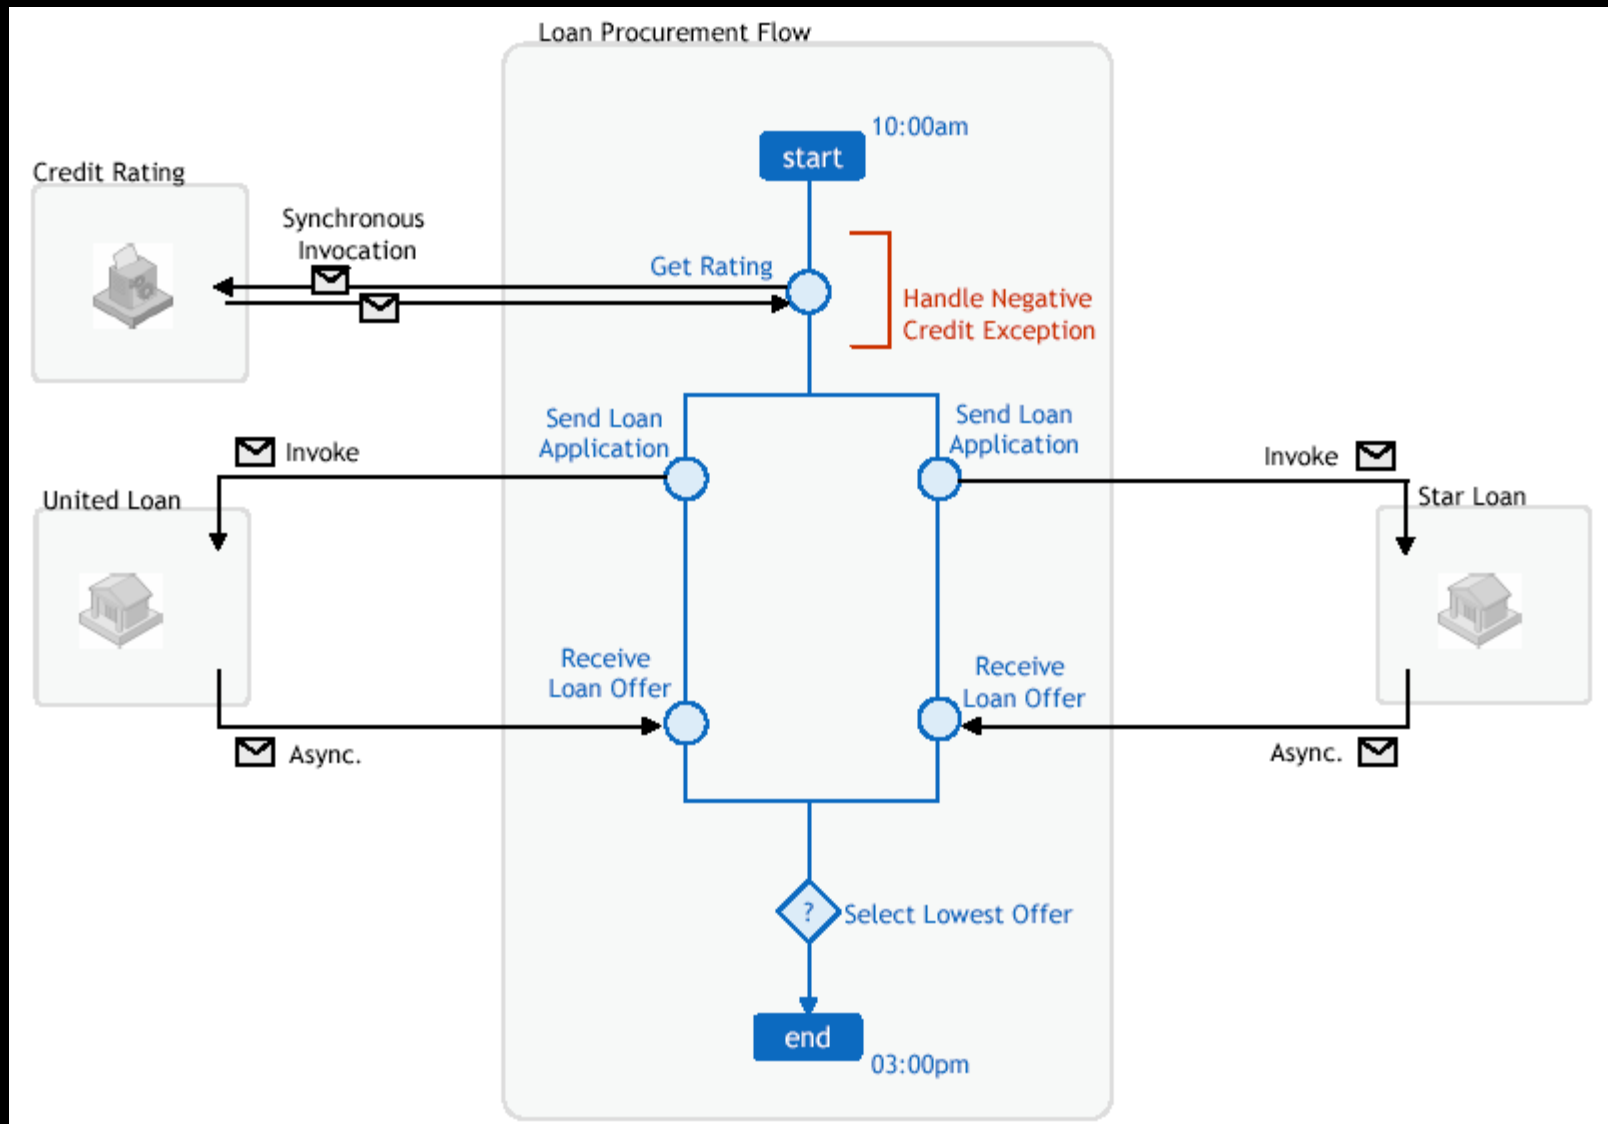 Loan Procurement Flow
10:00am
start
Credit Rating
Synchronous
Invocation
Get Rating
Handle Negative
Credit Exception
Send Loan
Application
Send Loan
Application
Invoke
Invoke
United Loan
Star Loan
Receive
Loan Offer
Receive
Loan Offer
Async.
Async.
?
Select Lowest Offer
end
03:00pm